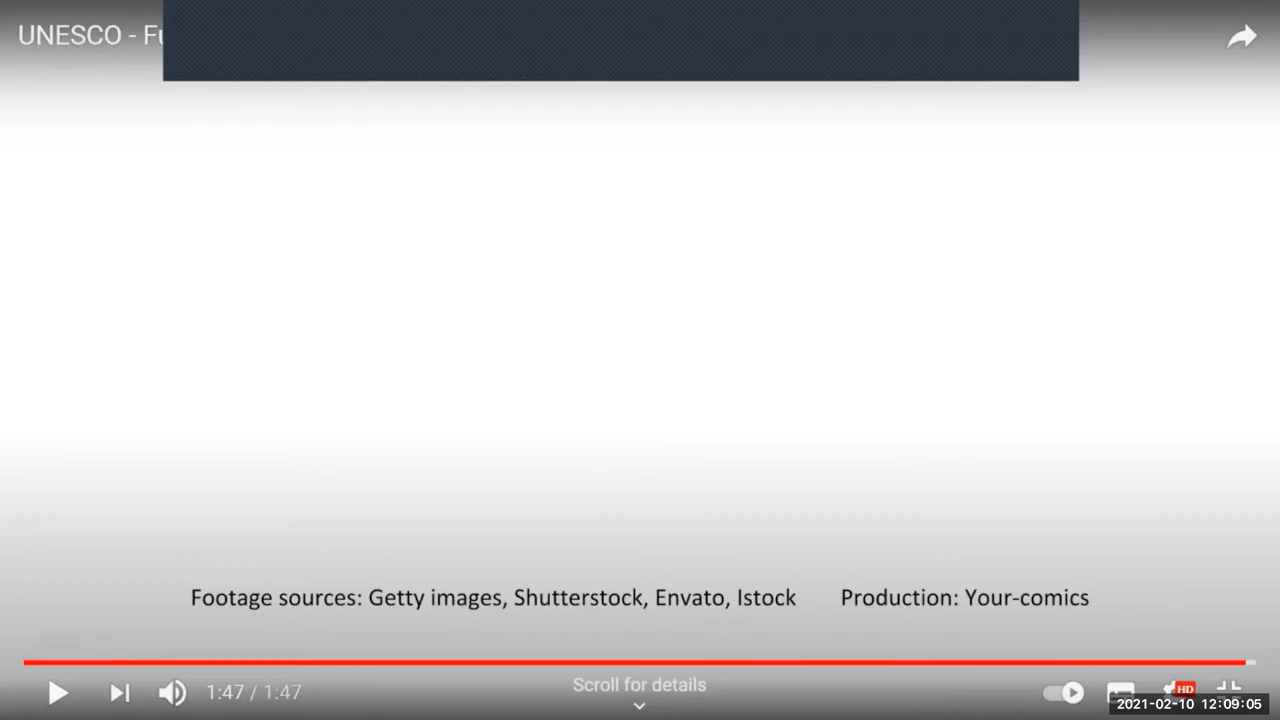 UNESCO - Fu
Footage sources: Getty images, Shutterstock, Envato, Istock Production: Your-comics
1:47 / 1:47
Scroll for details
HD
2021-02-10 12:09:05